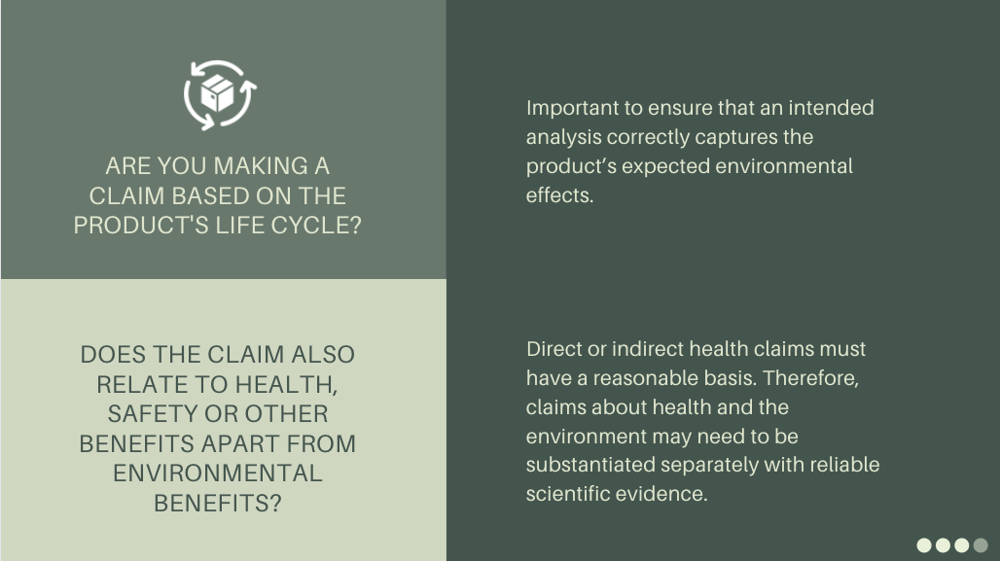 ARE YOU MAKING A
CLAIM BASED ON THE
PRODUCT'S LIFE CYCLE?
Important to ensure that an intended
analysis correctly captures the
product’s expected environmental
effects.
DOES THE CLAIM ALSO
RELATE TO HEALTH,
SAFETY OR OTHER
BENEFITS APART FROM
ENVIRONMENTAL
BENEFITS?
Direct or indirect health claims must
have a reasonable basis. Therefore,
claims about health and the
environment may need to be
substantiated separately with reliable
scientific evidence.